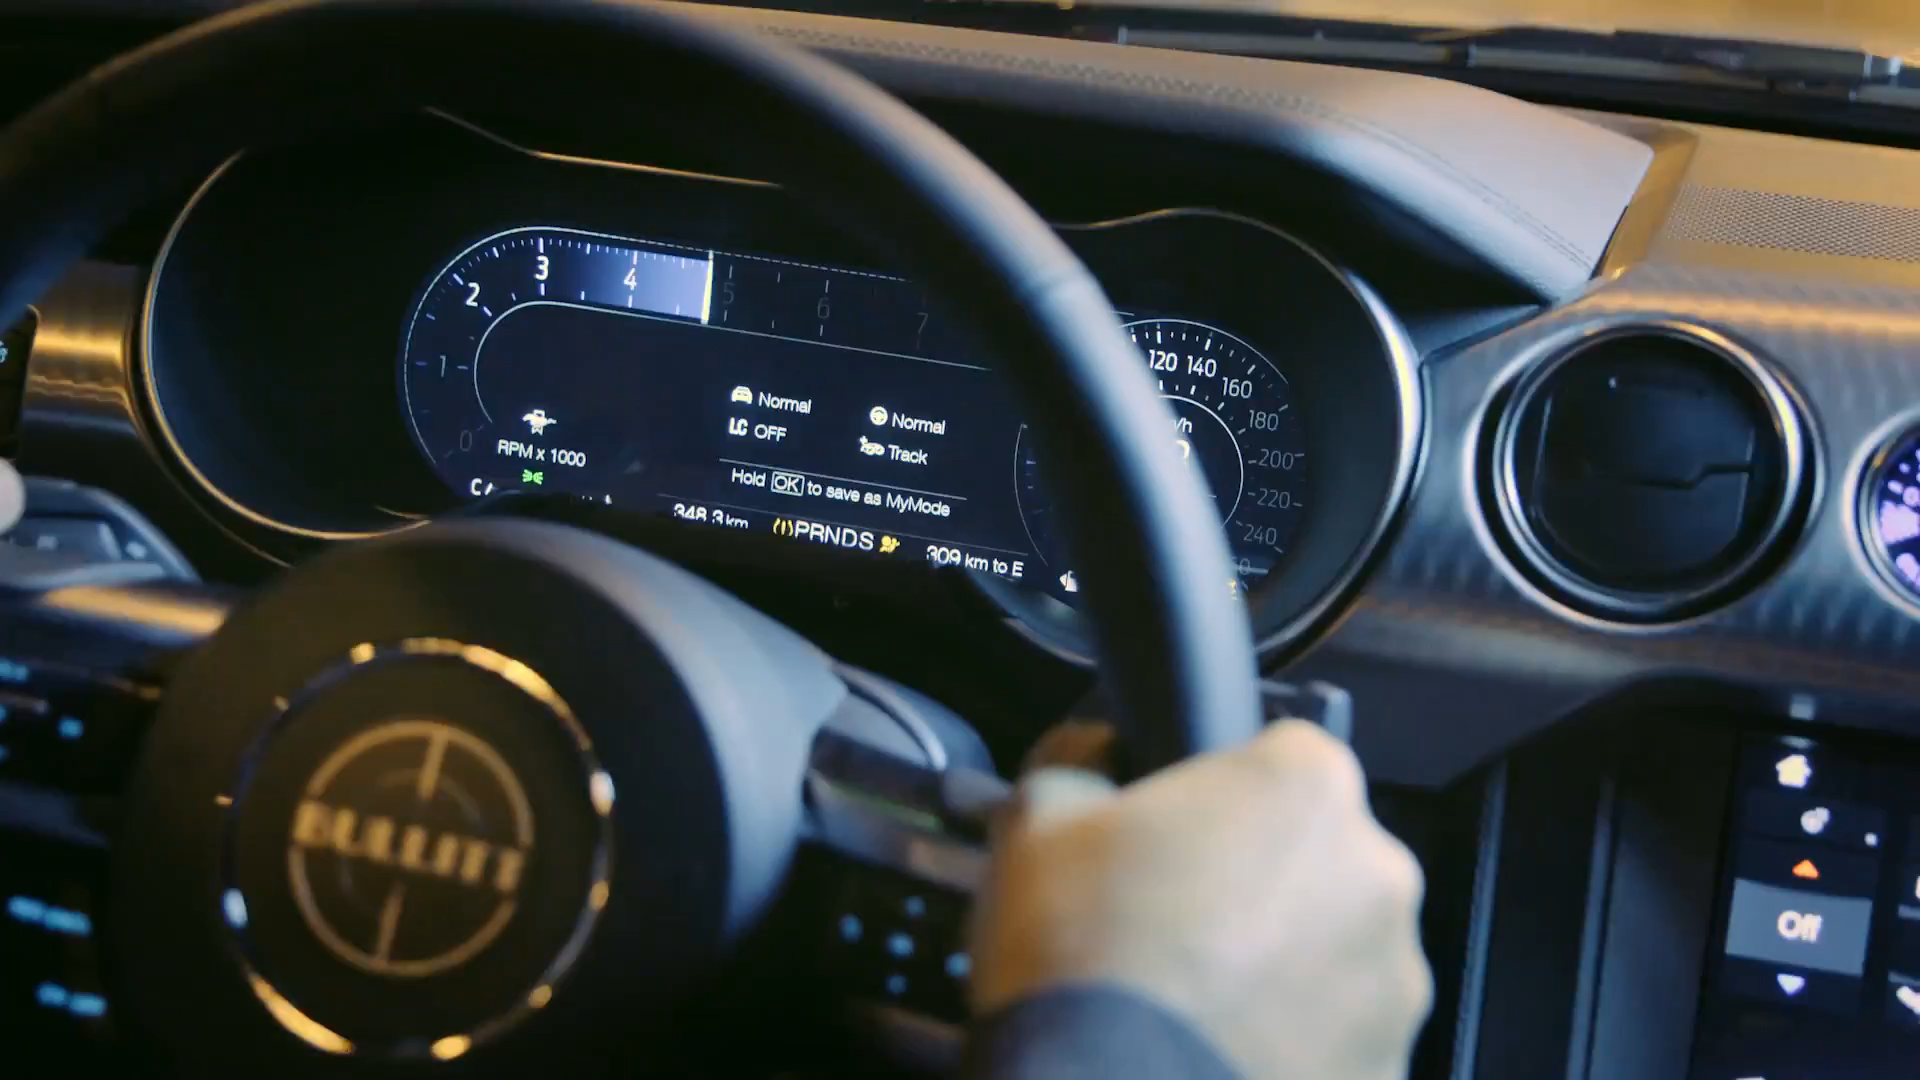 3
4
5
6
7
2
1
0
RPM x 1000
Normal
Normal
LC OFF
Track
Hold OK to save as MyMode
348.3 km
PRNDS
309 km to E
120 140
160
180
200
220
240
BULLITT
Off